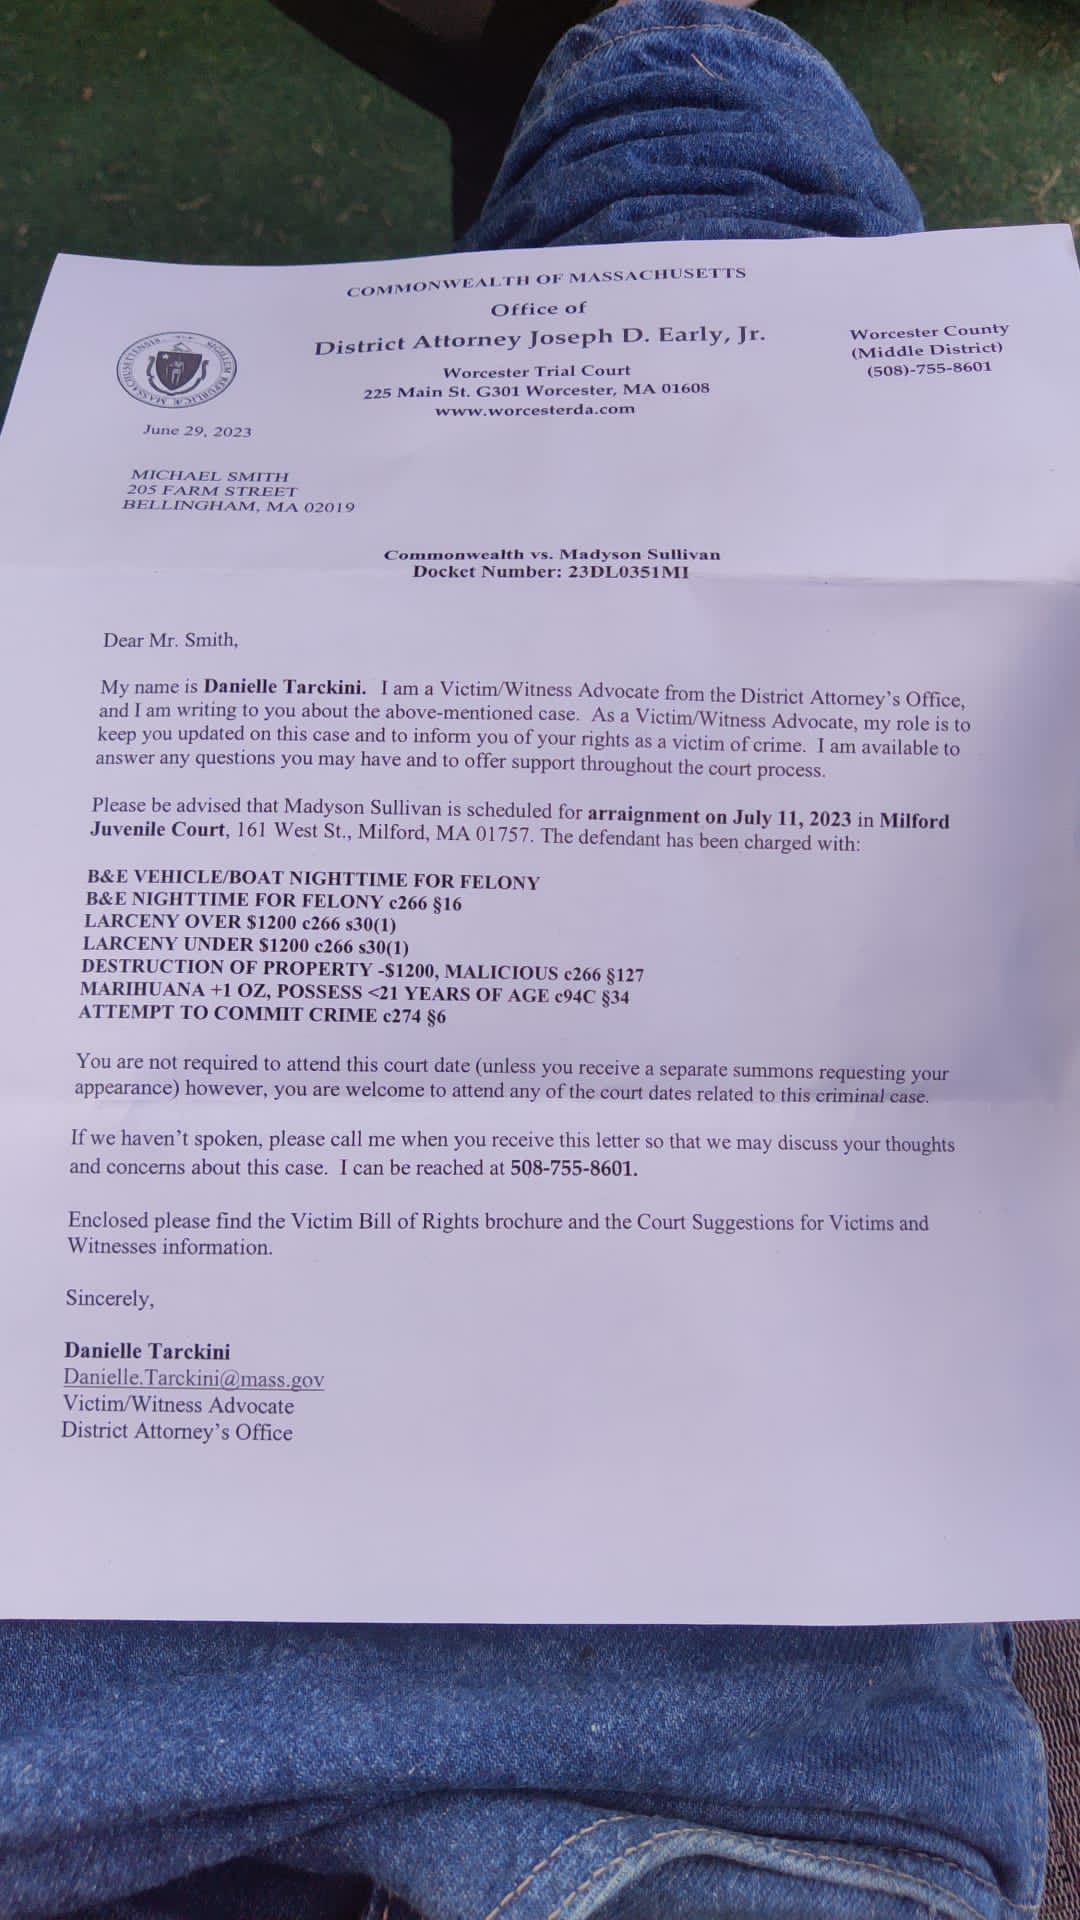 COMMONWEALTH OF MASSACHUSETTS
Office of
District Attorney Joseph D. Early, Jr.
Worcester Trial Court
225 Main St. G301 Worcester, MA 01608
www.worcesterda.com
Worcester County
(Middle District)
(508)-755-8601
June 29, 2023
MICHAEL SMITH
205 FARM STREET
BELLINGHAM, MA 02019
Commonwealth vs. Madyson Sullivan
Docket Number: 23DL0351MI
Dear Mr. Smith,
My name is Danielle Tarckini. I am a Victim/Witness Advocate from the District Attorney's Office,
and I am writing to you about the above-mentioned case. As a Victim/Witness Advocate, my role is to
keep you updated on this case and to inform you of your rights as a victim of crime. I am available to
answer any questions you may have and to offer support throughout the court process.
Please be advised that Madyson Sullivan is scheduled for arraignment on July 11, 2023 in Milford
Juvenile Court, 161 West St., Milford, MA 01757. The defendant has been charged with:
B&E VEHICLE/BOAT NIGHTTIME FOR FELONY
B&E NIGHTTIME FOR FELONY c266 §16
LARCENY OVER $1200 c266 s30(1)
LARCENY UNDER $1200 c266 s30(1)
DESTRUCTION OF PROPERTY -$1200, MALICIOUS c266 §127
MARIHUANA +1 OZ, POSSESS <21 YEARS OF AGE c94C §34
ATTEMPT TO COMMIT CRIME c274 §6
You are not required to attend this court date (unless you receive a separate summons requesting your
appearance) however, you are welcome to attend any of the court dates related to this criminal case.
If we haven't spoken, please call me when you receive this letter so that we may discuss your thoughts
and concerns about this case. I can be reached at 508-755-8601.
Enclosed please find the Victim Bill of Rights brochure and the Court Suggestions for Victims and
Witnesses information.
Sincerely,
Danielle Tarckini
Danielle.Tarckini@mass.gov
Victim/Witness Advocate
District Attorney's Office